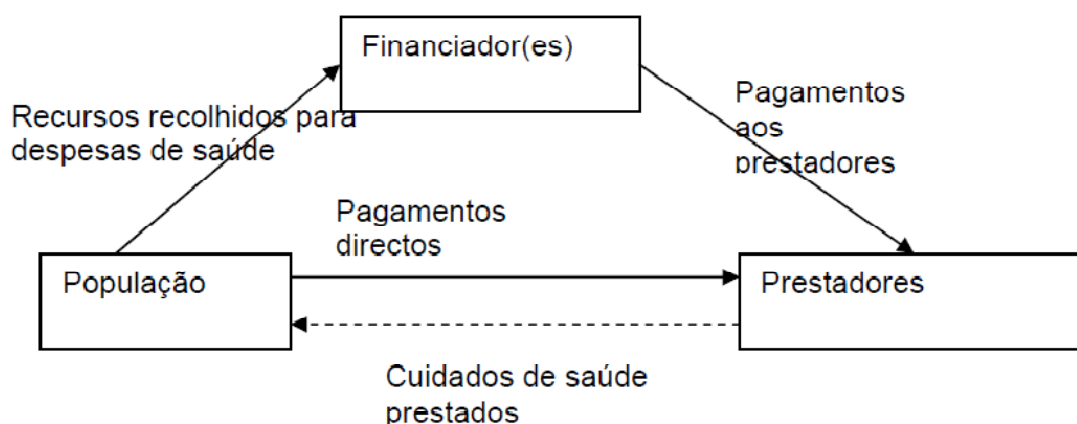 Financiador(es)
Recursos recolhidos para
despesas de saúde
Pagamentos
aos
prestadores
Pagamentos
directos
População
Prestadores
Cuidados de saúde
prestados